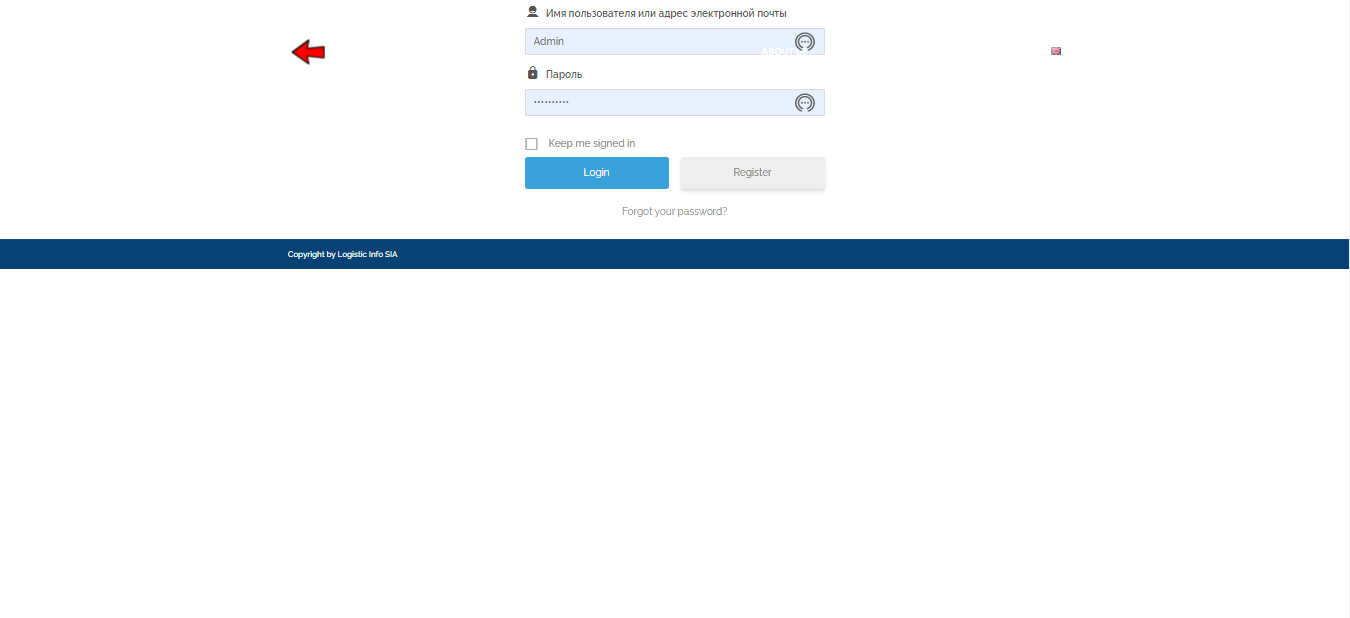 Имя пользователя или адрес электронной почты
Admin
ABOUT US
Пароль
••••••••••
Keep me signed in
Login
Register
Forgot your password?
Copyright by Logistic Info SIA